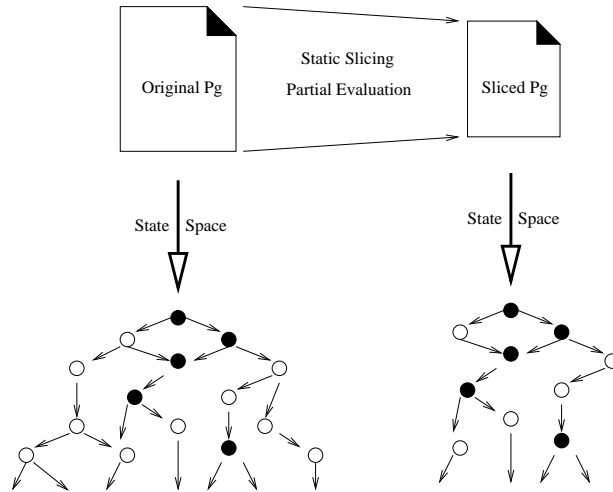 Original Pg
Static Slicing
Partial Evaluation
Sliced Pg
State Space
State Space